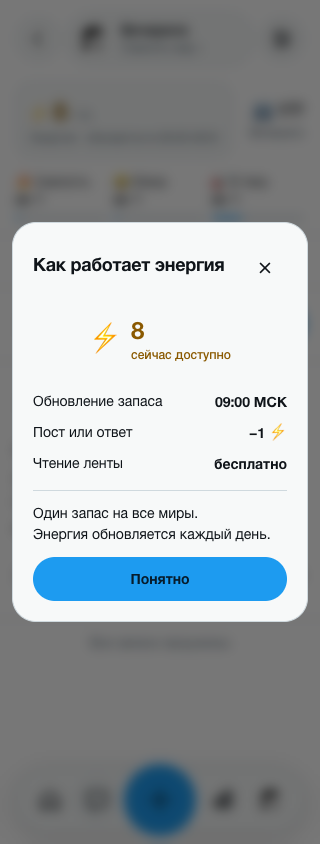 Как работает энергия
8
сейчас доступно
Обновление запаса 09:00 МСК
Пост или ответ −1 ⚡
Чтение ленты бесплатно
Один запас на все миры.
Энергия обновляется каждый день.
Понятно